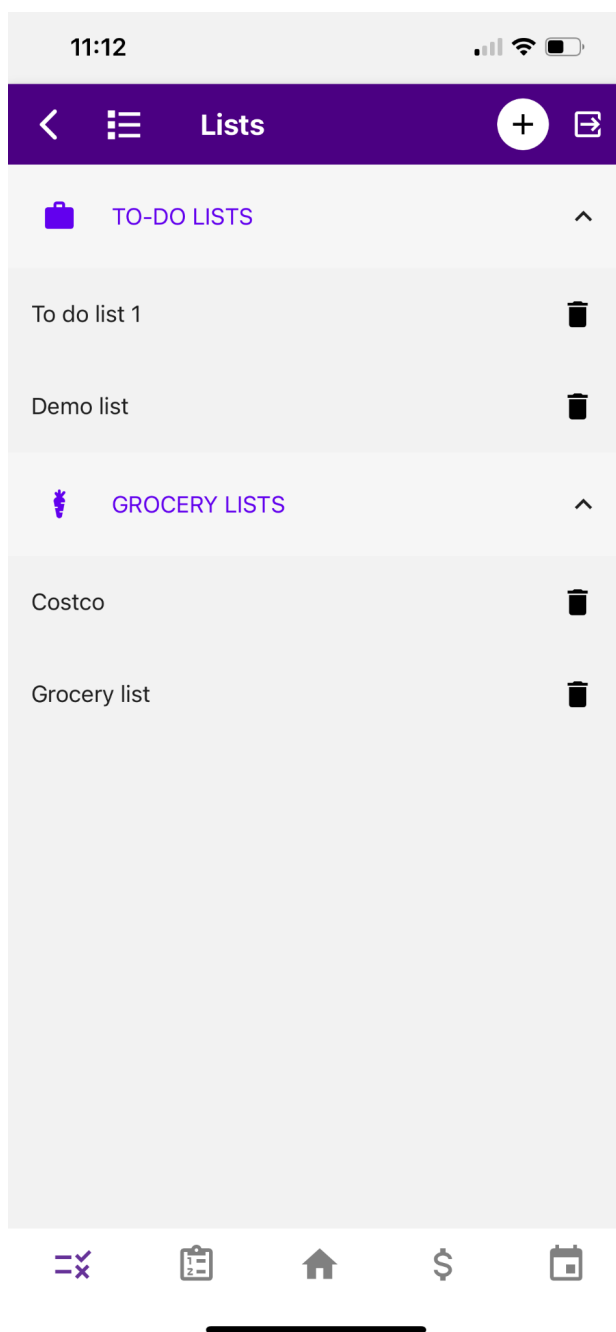 11:12
Lists
TO-DO LISTS
To do list 1
Demo list
GROCERY LISTS
Costco
Grocery list